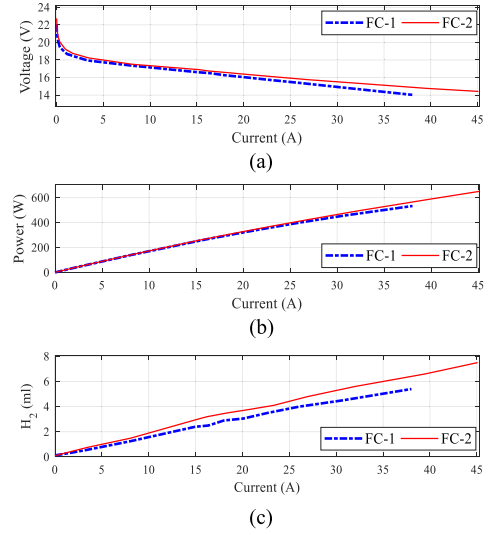 24
22
20
18
16
14
Voltage (V)
FC-1 FC-2
0 5 10 15 20 25 30 35 40 45
Current (A)
(a)
600
400
200
0
Power (W)
FC-1 FC-2
0 5 10 15 20 25 30 35 40 45
Current (A)
(b)
8
6
4
2
0
H2 (ml)
FC-1 FC-2
0 5 10 15 20 25 30 35 40 45
Current (A)
(c)